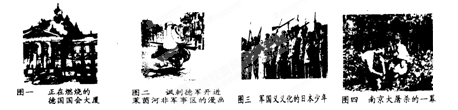 图一 正在燃烧的
德国国会大厦
图二 讽刺德军开进
莱茵河非军事区的漫画
图三 军国主义化的日本少年
图四 南京大屠杀的一幕